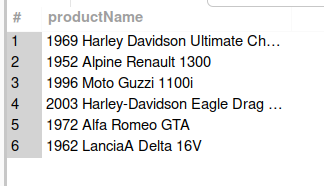 # productName
1 1969 Harley Davidson Ultimate Ch...
2 1952 Alpine Renault 1300
3 1996 Moto Guzzi 1100i
4 2003 Harley-Davidson Eagle Drag ...
5 1972 Alfa Romeo GTA
6 1962 LanciaA Delta 16V